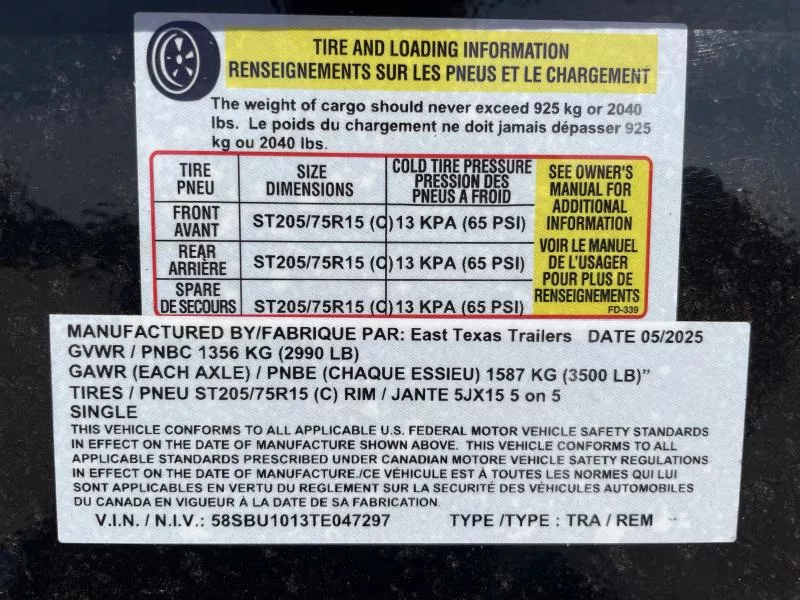 TIRE AND LOADING INFORMATION
RENSEIGNEMENTS SUR LES PNEUS ET LE CHARGEMENT
The weight of cargo should never exceed 925 kg or 2040
lbs. Le poids du chargement ne doit jamais dépasser 925
kg ou 2040 lbs.
TIRE
PNEU
SIZE
DIMENSIONS
COLD TIRE PRESSURE
PRESSION DES
PNEUS A FROID
SEE OWNER'S
MANUAL FOR
ADDITIONAL
INFORMATION
VOIR LE MANUEL
DE L'USAGER
POUR PLUS DE
RENSEIGNEMENTS
FD-339
FRONT
AVANT
ST205/75R15 (C)13 KPA (65 PSI)
REAR
ARRIÈRE
ST205/75R15 (C)13 KPA (65 PSI)
SPARE
DE SECOURS
ST205/75R15 (C)13 KPA (65 PSI)
MANUFACTURED BY/FABRIQUE PAR: East Texas Trailers DATE 05/2025
GVWR / PNBC 1356 KG (2990 LB)
GAWR (EACH AXLE) / PNBE (CHAQUE ESSIEU) 1587 KG (3500 LB)"
TIRES / PNEU ST205/75R15 (C) RIM / JANTE 5JX15 5 on 5
SINGLE
THIS VEHICLE CONFORMS TO ALL APPLICABLE U.S. FEDERAL MOTOR VEHICLE SAFETY STANDARDS
IN EFFECT ON THE DATE OF MANUFACTURE SHOWN ABOVE. THIS VEHICLE CONFORMS TO ALL
APPLICABLE STANDARDS PRESCRIBED UNDER CANADIAN MOTORE VEHICLE SATETY REGULATIONS
IN EFFECT ON THE DATE OF MANUFACTURE./CE VÉHICULE EST À TOUTES LES NORMES QUI LUI
SONT APPLICABLES EN VERTU DU REGLEMENT SUR LA SECURITÉ DES VÉHICULES AUTOMOBILES
DU CANADA EN VIGUEUR À LA DATE DE SA FABRICATION.
V.I.N. / N.I.V.: 58SBU1013TE047297 TYPE /TYPE : TRA / REM